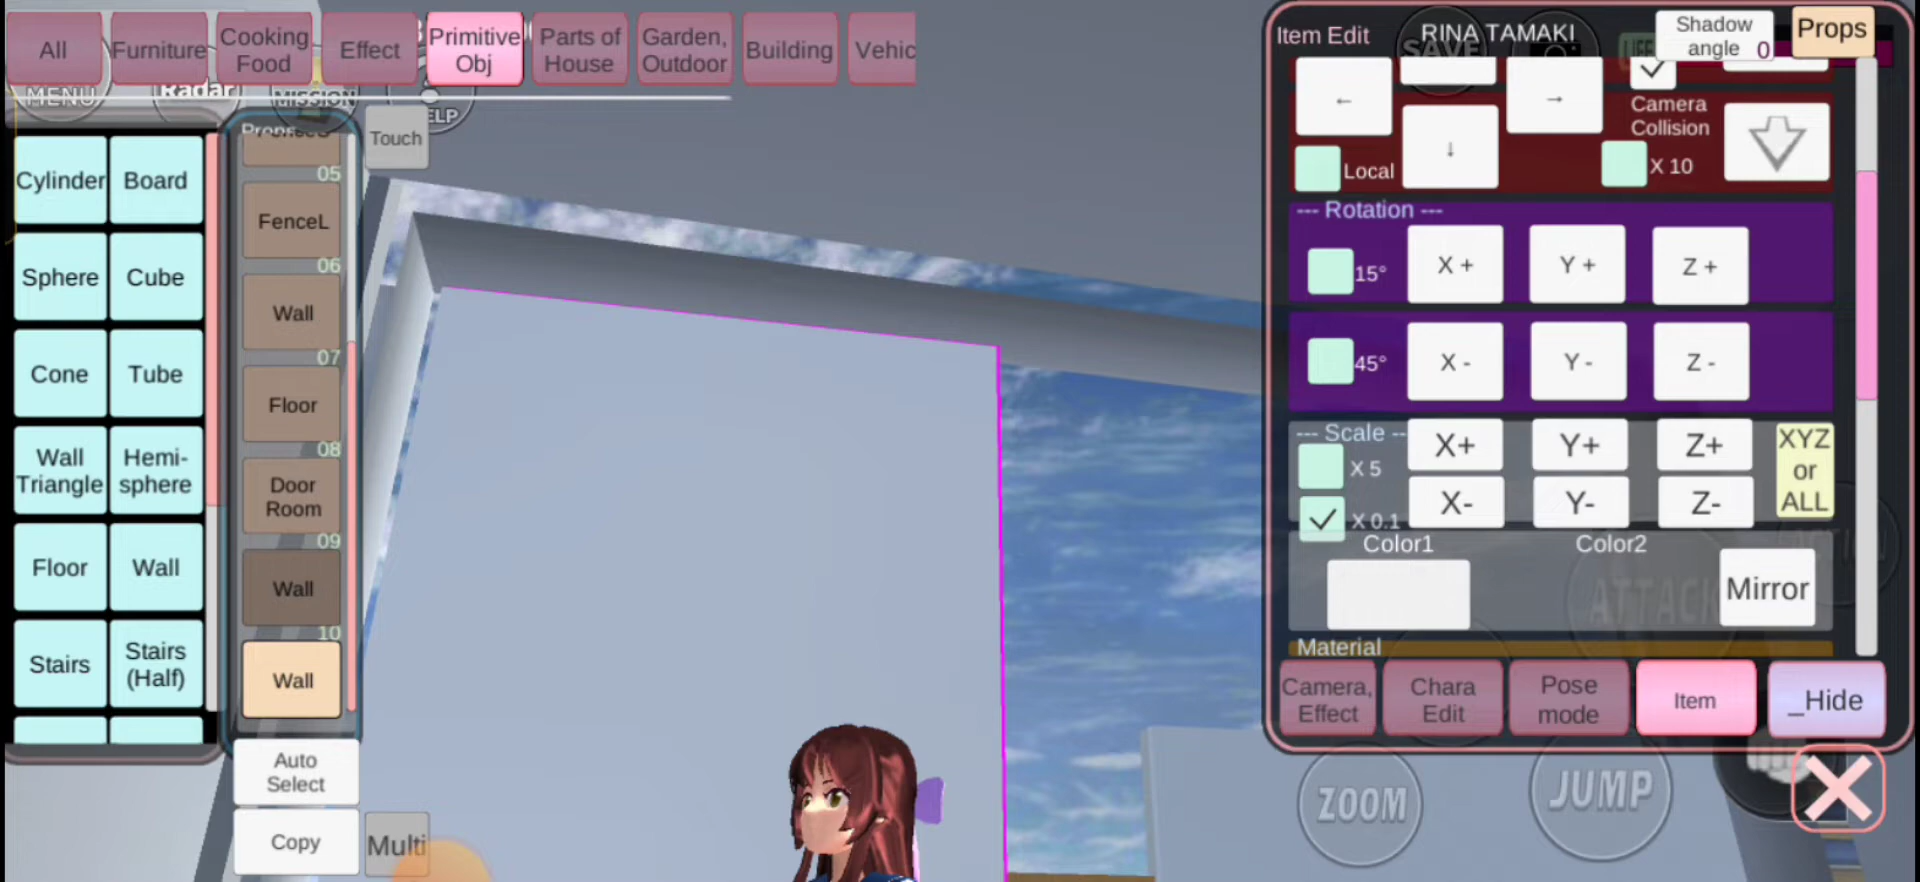 All
Furniture
Cooking
Food
Effect
Primitive
Obj
Parts of
House
Garden,
Outdoor
Building
Vehic
MENU
Radar
MISSION
ELP
Touch
Cylinder
Board
Sphere
Cube
Cone
Tube
Wall
Triangle
Hemi-
sphere
Floor
Wall
Stairs
Stairs
(Half)
Props
05
FenceL
06
Wall
07
Floor
08
Door
Room
09
Wall
10
Wall
Auto
Select
Copy
Multi
Item Edit
RINA TAMAKI
SAVE
Shadow
angle 0
Props
←
→
↓
Local
Camera
Collision
X 10
--- Rotation ---
15°
X +
Y +
Z +
45°
X -
Y -
Z -
--- Scale --
X 5
X 0.1
X+
Y+
Z+
X-
Y-
Z-
XYZ
or
ALL
Color1
Color2
Mirror
ATTACK
Material
Camera,
Effect
Chara
Edit
Pose
mode
Item
_Hide
ZOOM
JUMP